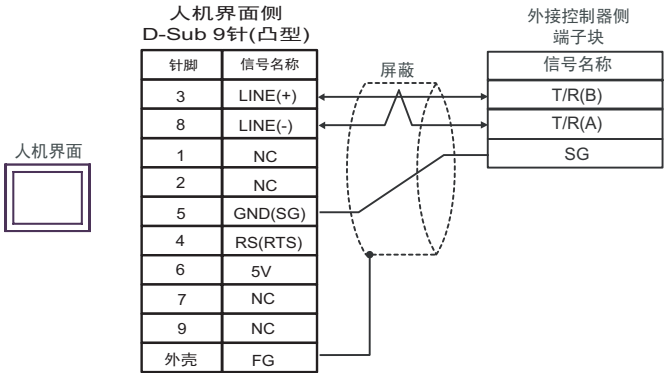 人机界面侧
D-Sub 9针(凸型)
外接控制器侧
端子块
人机界面
屏蔽
针脚 信号名称
3 LINE(+)
8 LINE(-)
1 NC
2 NC
5 GND(SG)
4 RS(RTS)
6 5V
7 NC
9 NC
外壳 FG
信号名称
T/R(B)
T/R(A)
SG